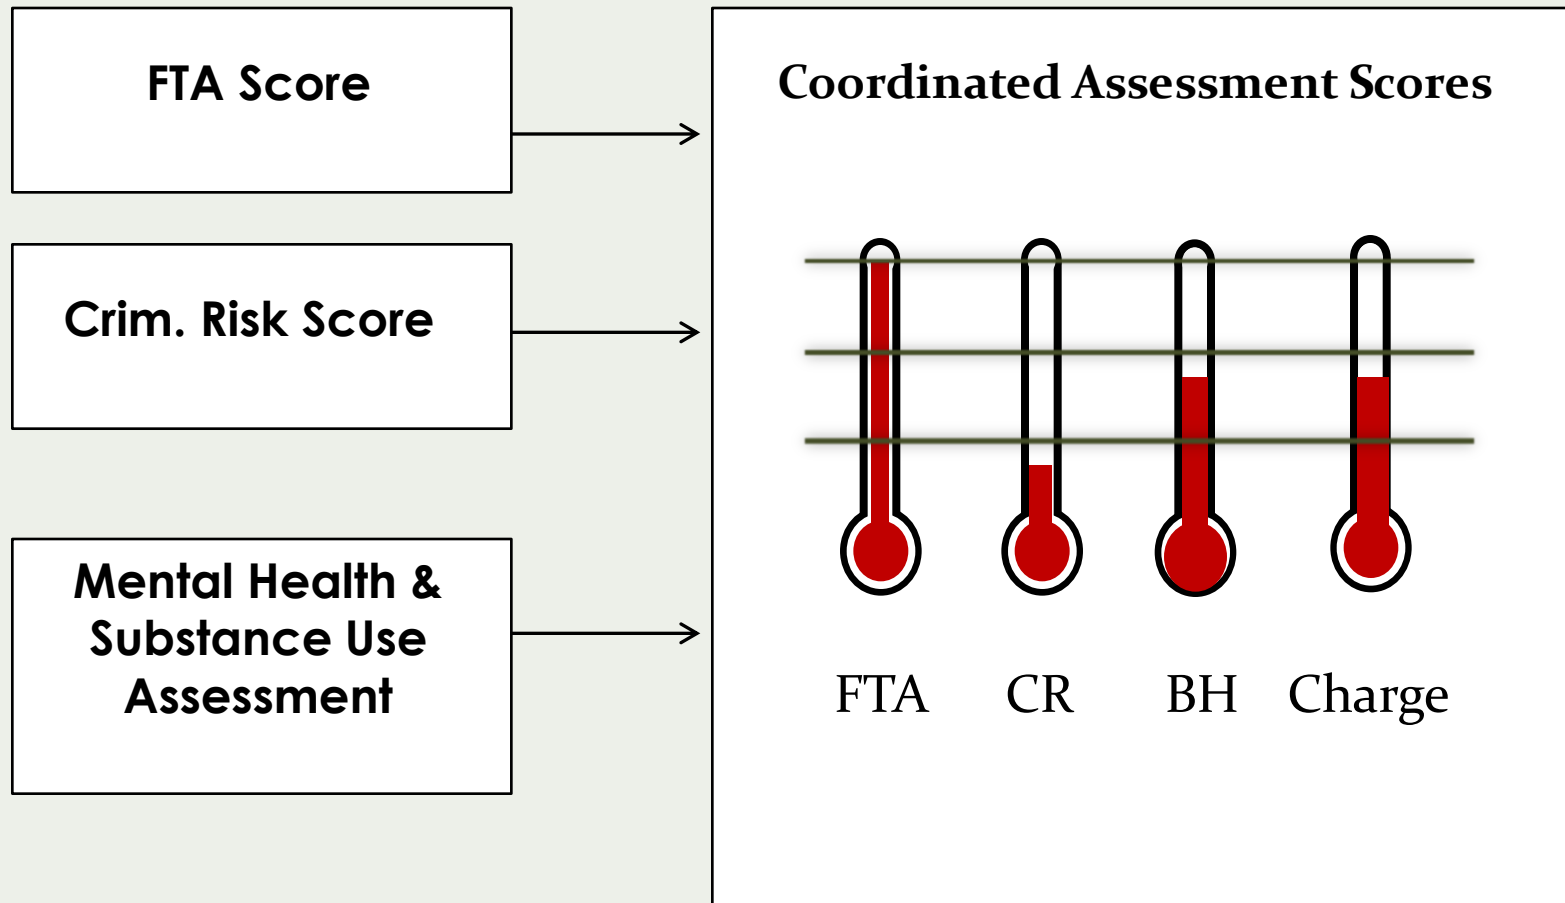 FTA Score
Crim. Risk Score
Mental Health &
Substance Use
Assessment
Coordinated Assessment Scores
FTA CR BH Charge